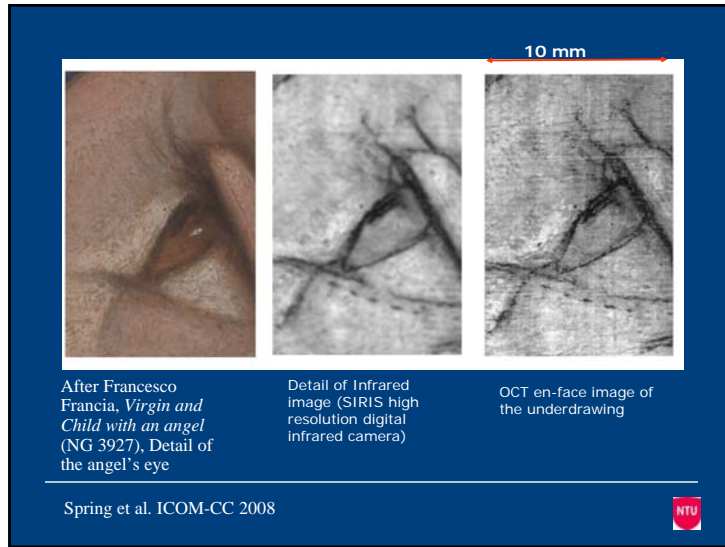 10 mm
After Francesco
Francia, Virgin and
Child with an angel
(NG 3927), Detail of
the angel's eye
Detail of Infrared
image (SIRIS high
resolution digital
infrared camera)
OCT en-face image of
the underdrawing
Spring et al. ICOM-CC 2008
NTU